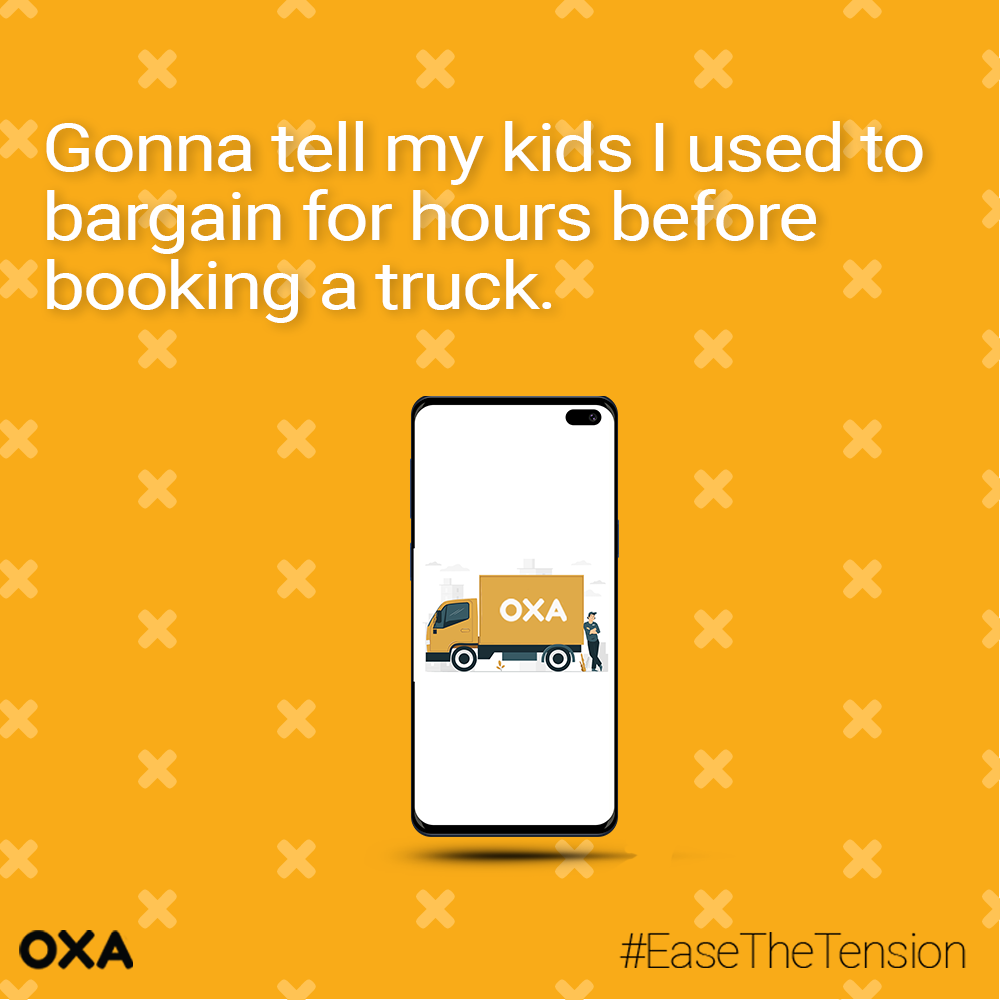 Gonna tell my kids I used to
bargain for hours before
booking a truck.
OXA
OXA
#EaseTheTension